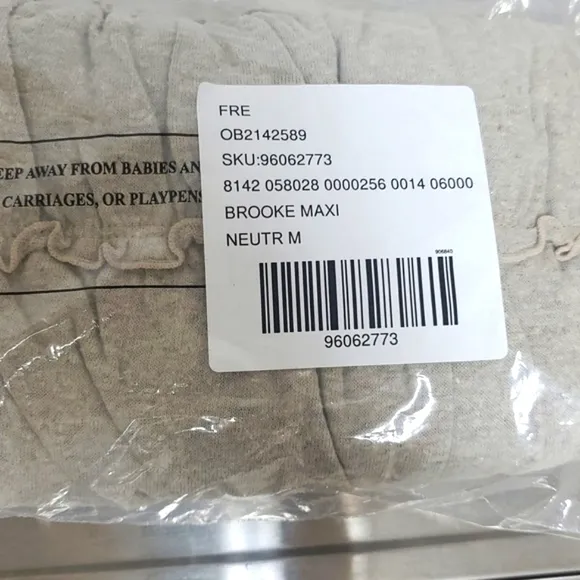 FRE
OB2142589
SKU:96062773
8142 058028 0000256 0014 06000
BROOKE MAXI
NEUTR M
96062773
EEP AWAY FROM BABIES AN
CARRIAGES, OR PLAYPENS